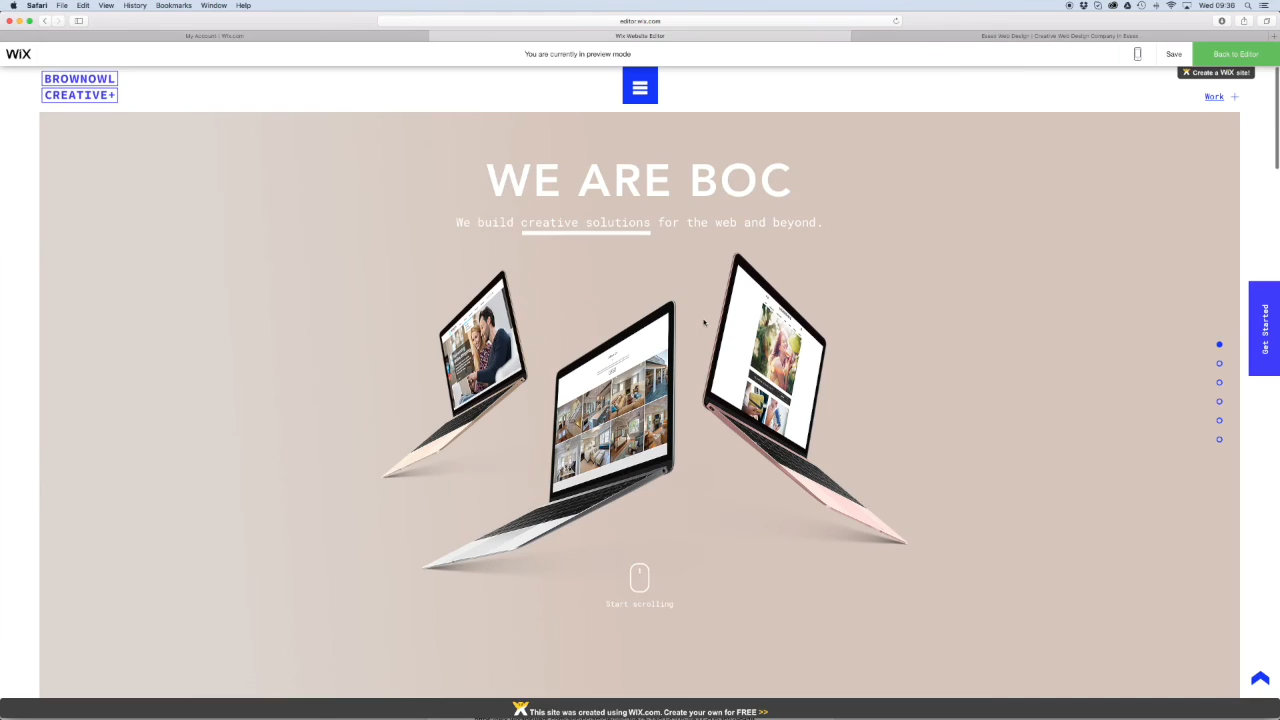 Safari File Edit View History Bookmarks Window Help
Wed 09:36
editor.wix.com
My Account | Wix.com
Wix Website Editor
Essex Web Design | Creative Web Design Company in Essex
WiX
You are currently in preview mode
Save
Back to Editor
Create a WiX site!
BROWNOWL
CREATIVE+
Work +
WE ARE BOC
We build creative solutions for the web and beyond.
Get Started
Start scrolling
This site was created using WIX.com. Create your own for FREE >>